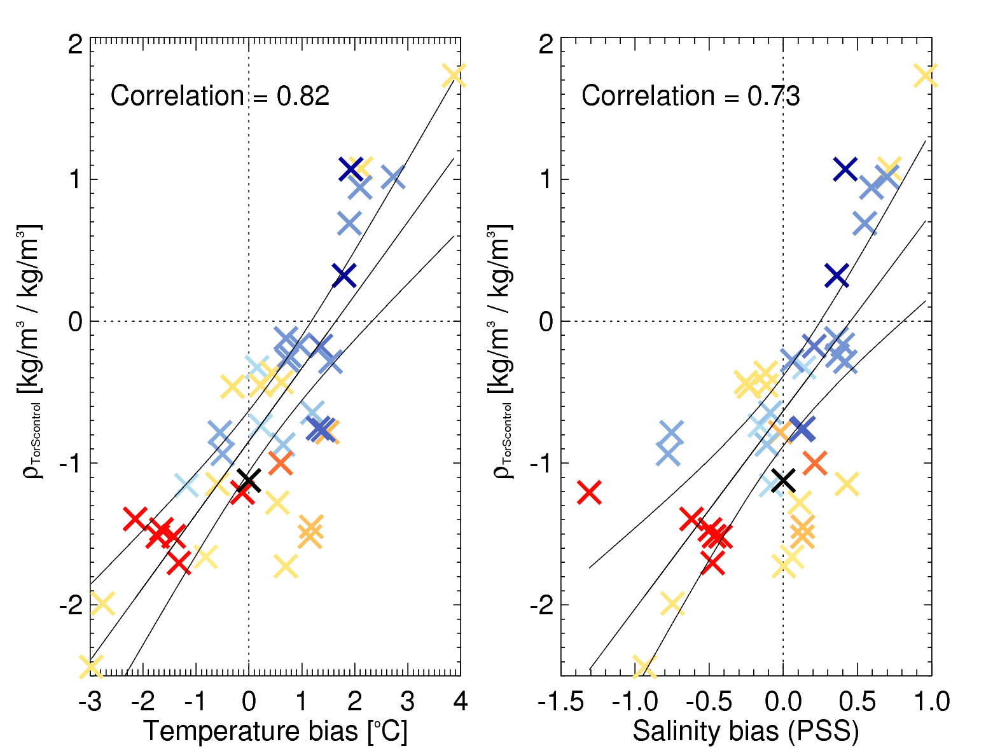 Correlation = 0.82
2
1
0
-1
-2
ρTorScontrol [kg/m³ / kg/m³]
-3 -2 -1 0 1 2 3 4
Temperature bias [°C]
Correlation = 0.73
2
1
0
-1
-2
ρTorScontrol [kg/m³ / kg/m³]
-1.5 -1.0 -0.5 0.0 0.5 1.0
Salinity bias (PSS)